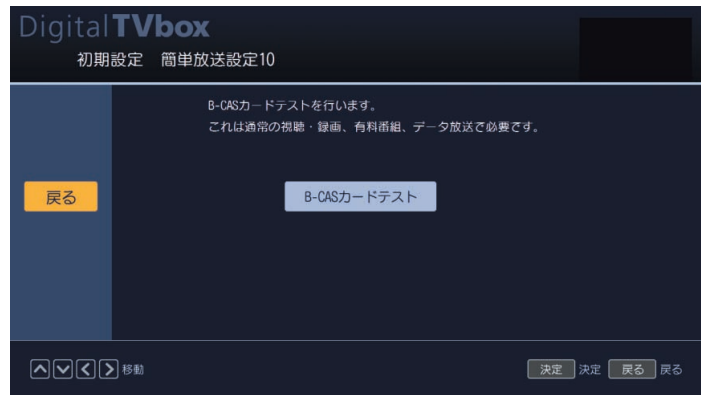 Digital TVbox
初期設定 簡単放送設定10
B-CASカードテストを行います。
これは通常の視聴・録画、有料番組、データ放送で必要です。
戻る
B-CASカードテスト
移動
決定 決定 戻る 戻る